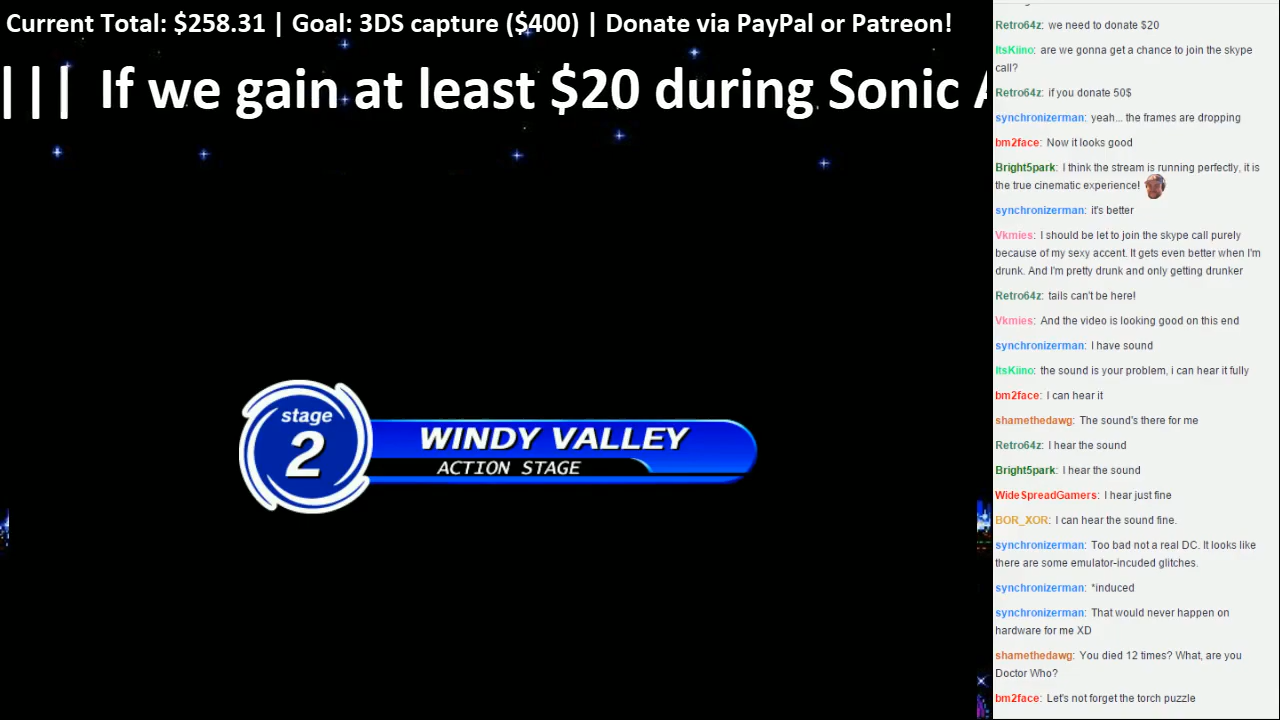 Current Total: $258.31 | Goal: 3DS capture ($400) | Donate via PayPal or Patreon!
||| If we gain at least $20 during Sonic
stage
2
WINDY VALLEY
ACTION STAGE
Retro64z: we need to donate $20
ItsKiino: are we gonna get a chance to join the skype
call?
Retro64z: if you donate 50$
synchronizerman: yeah... the frames are dropping
bm2face: Now it looks good
Bright5park: I think the stream is running perfectly, it is
the true cinematic experience!
synchronizerman: it's better
Vkmies: I should be let to join the skype call purely
because of my sexy accent. It gets even better when I'm
drunk. And I'm pretty drunk and only getting drunker
Retro64z: tails can't be here!
Vkmies: And the video is looking good on this end
synchronizerman: I have sound
ItsKiino: the sound is your problem, i can hear it fully
bm2face: I can hear it
shamethedawg: The sound's there for me
Retro64z: I hear the sound
Bright5park: I hear the sound
WideSpreadGamers: I hear just fine
BOR_XOR: I can hear the sound fine.
synchronizerman: Too bad not a real DC. It looks like
there are some emulator-incuded glitches.
synchronizerman: *induced
synchronizerman: That would never happen on
hardware for me XD
shamethedawg: You died 12 times? What, are you
Doctor Who?
bm2face: Let's not forget the torch puzzle